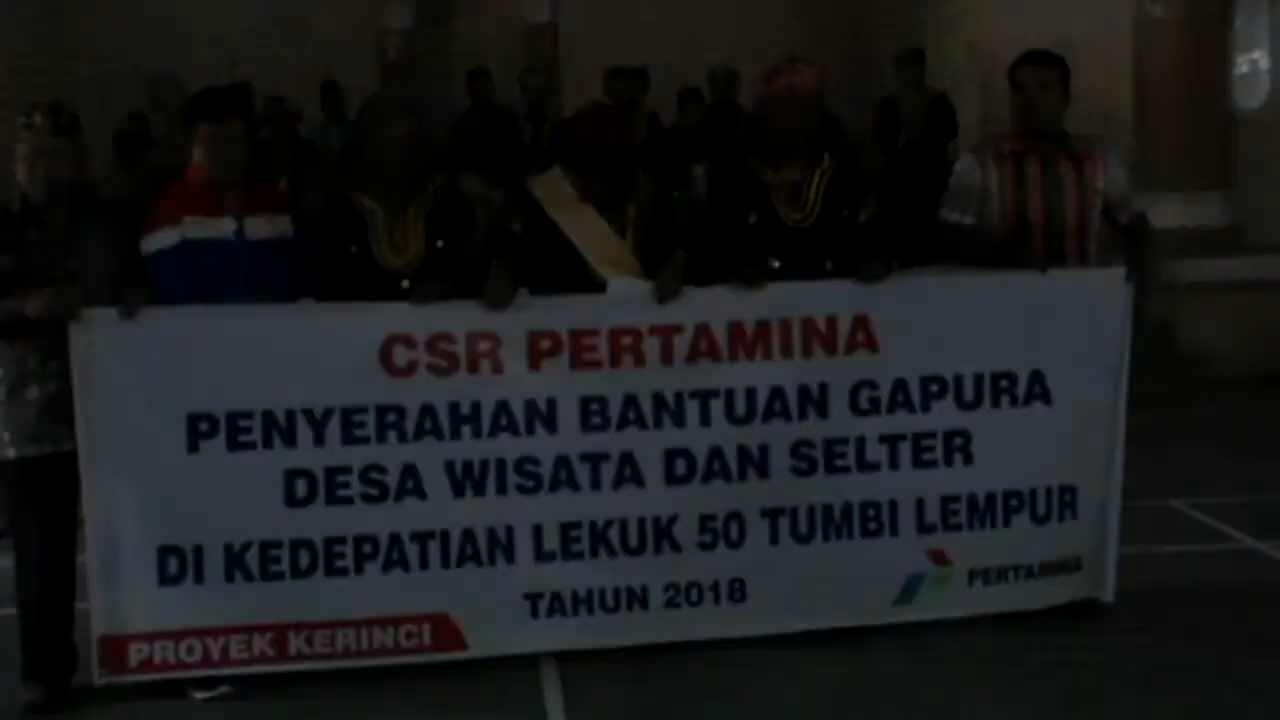 CSR PERTAMINA
PENYERAHAN BANTUAN GAPURA
DESA WISATA DAN SELTER
DI KEDEPATIAN LEKUK 50 TUMBI LEMPUR
TAHUN 2018
PERTAMINA
PROYEK KERINCI